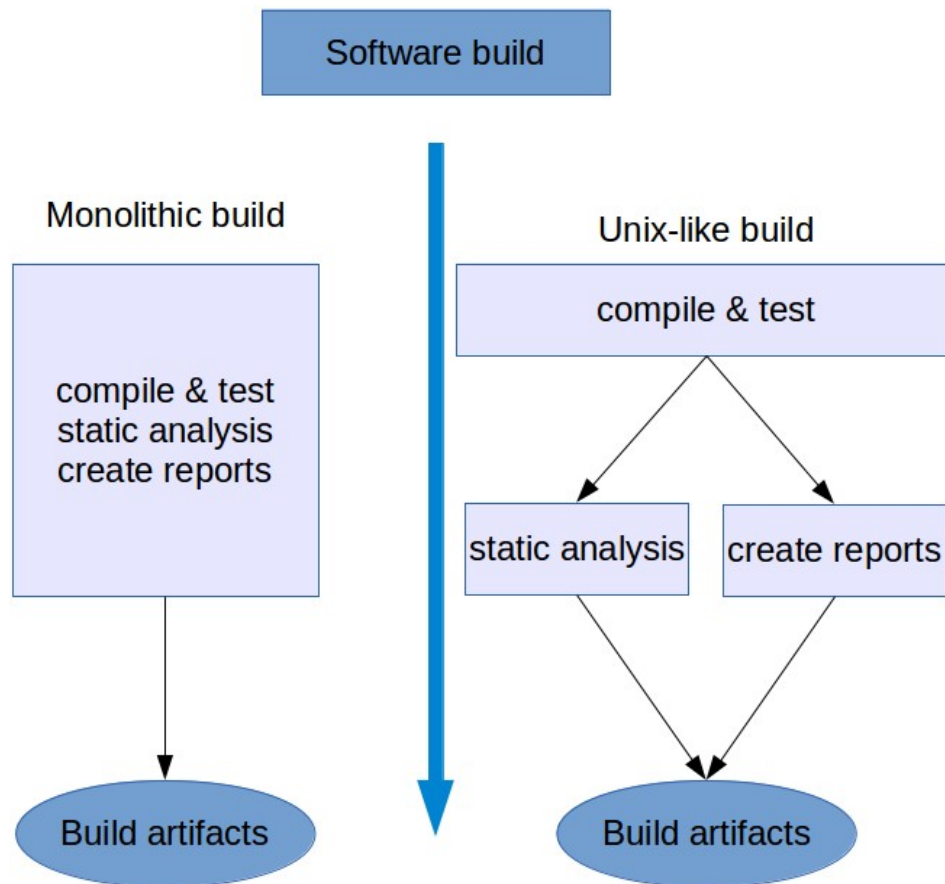 Software build
Monolithic build
compile & test
static analysis
create reports
Build artifacts
Unix-like build
compile & test
static analysis
create reports
Build artifacts